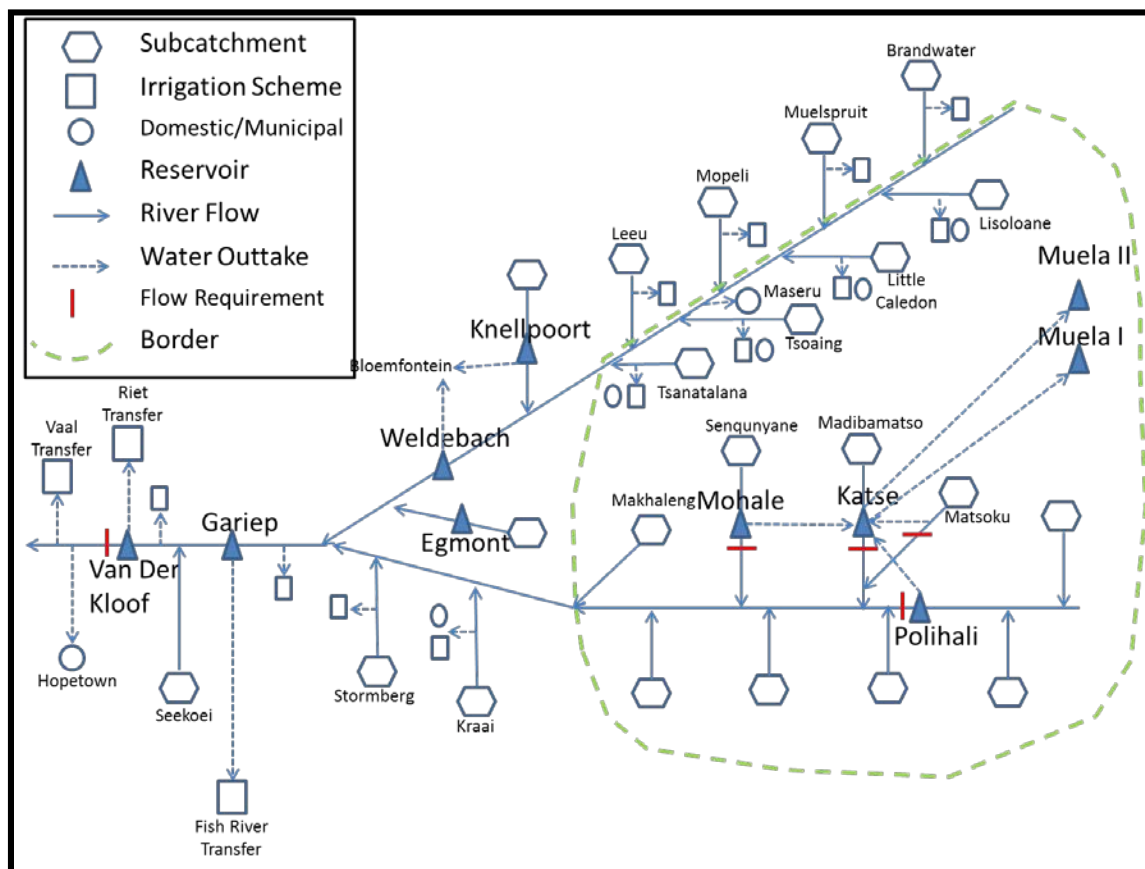 Subcatchment
Irrigation Scheme
Domestic/Municipal
Reservoir
River Flow
Water Outtake
Flow Requirement
Border
Brandwater
Muelspruit
Mopeli
Leeu
Lisoloane
Muela II
Little
Caledon
Maseru
Muela I
Knellpoort
Tsoaing
Bloemfontein
Tsanatalana
Riet
Transfer
Vaal
Transfer
Weldebach
Senqunyane
Madibamatso
Makhaleng
Mohale
Katse
Matsoku
Gariep
Egmont
Van Der
Kloof
Polihali
Hopetown
Seekoei
Stormberg
Kraai
Fish River
Transfer